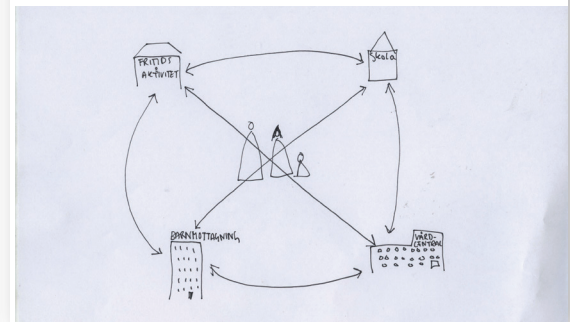 FRITIDS
AKTIVITET
Skola
BARNMOTTAGNING
VÅRD-
CENTRAL